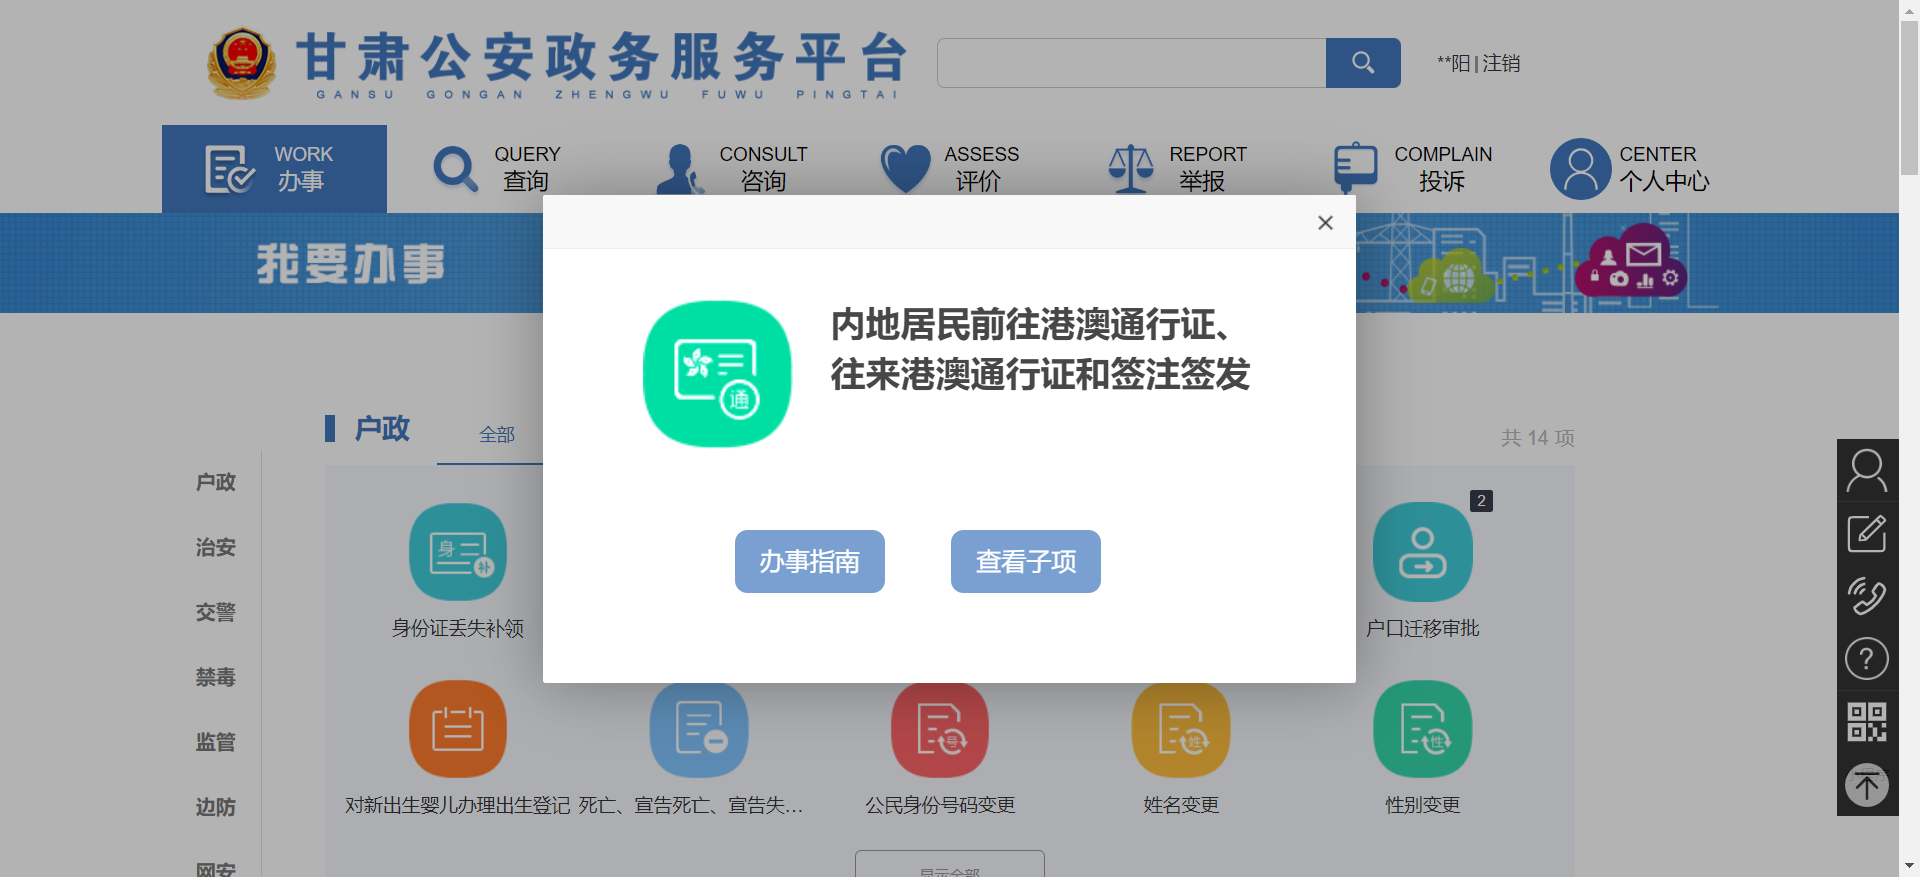 甘肃公安政务服务平台
GANSU GONGAN ZHENGWU FUWU PINGTAI
**阳 | 注销
WORK
办事
QUERY
查询
CONSULT
咨询
ASSESS
评价
REPORT
举报
COMPLAIN
投诉
CENTER
个人中心
我要办事
内地居民前往港澳通行证、
往来港澳通行证和签注签发
通
办事指南
查看子项
户政
全部
共 14 项
户政
治安
交警
禁毒
监管
边防
网安
身
补
身份证丢失补领
2
户口迁移审批
对新出生婴儿办理出生登记
死亡、宣告死亡、宣告失...
号
公民身份号码变更
姓
姓名变更
性
性别变更
显示全部